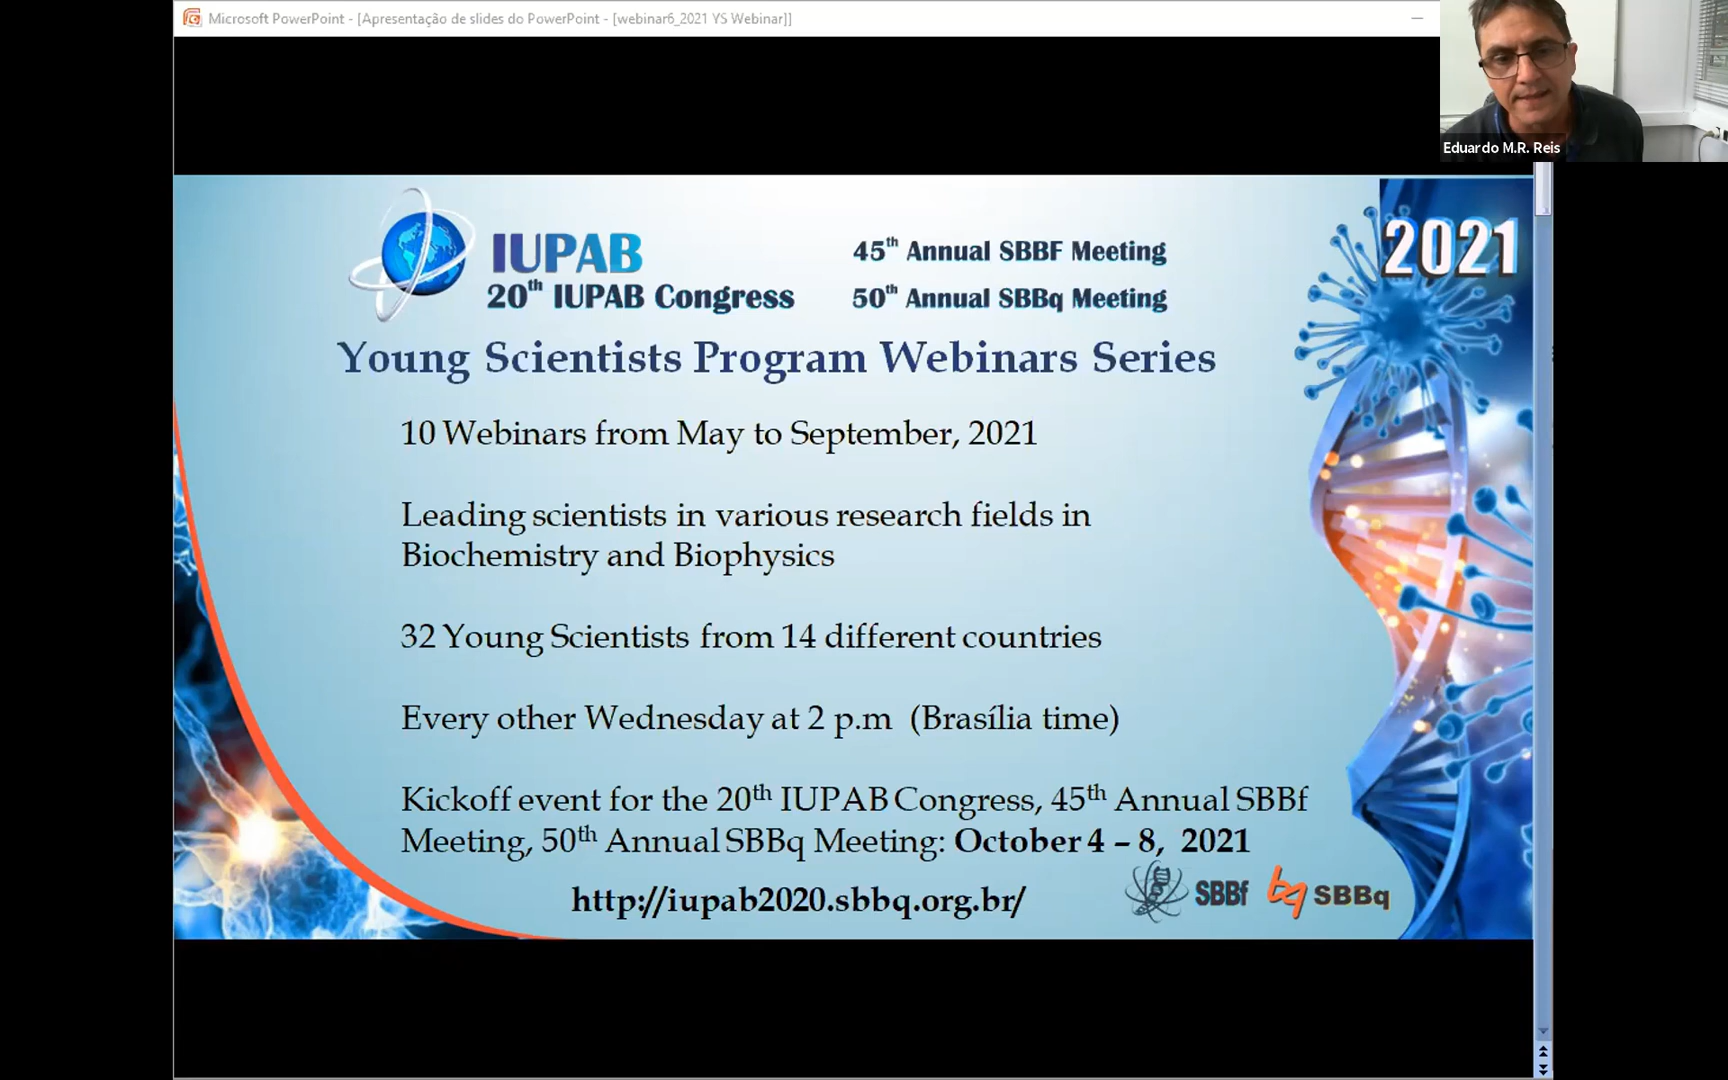 Microsoft PowerPoint - [Apresentação de slides do PowerPoint - [webinar6_2021 YS Webinar]]
Eduardo M.R. Reis
2021
IUPAB
20th IUPAB Congress
45th Annual SBBF Meeting
50th Annual SBBq Meeting
Young Scientists Program Webinars Series
10 Webinars from May to September, 2021
Leading scientists in various research fields in
Biochemistry and Biophysics
32 Young Scientists from 14 different countries
Every other Wednesday at 2 p.m (Brasília time)
Kickoff event for the 20th IUPAB Congress, 45th Annual SBBf
Meeting, 50th Annual SBBq Meeting: October 4 – 8, 2021
http://iupab2020.sbbq.org.br/
SBBf
bq SBBq